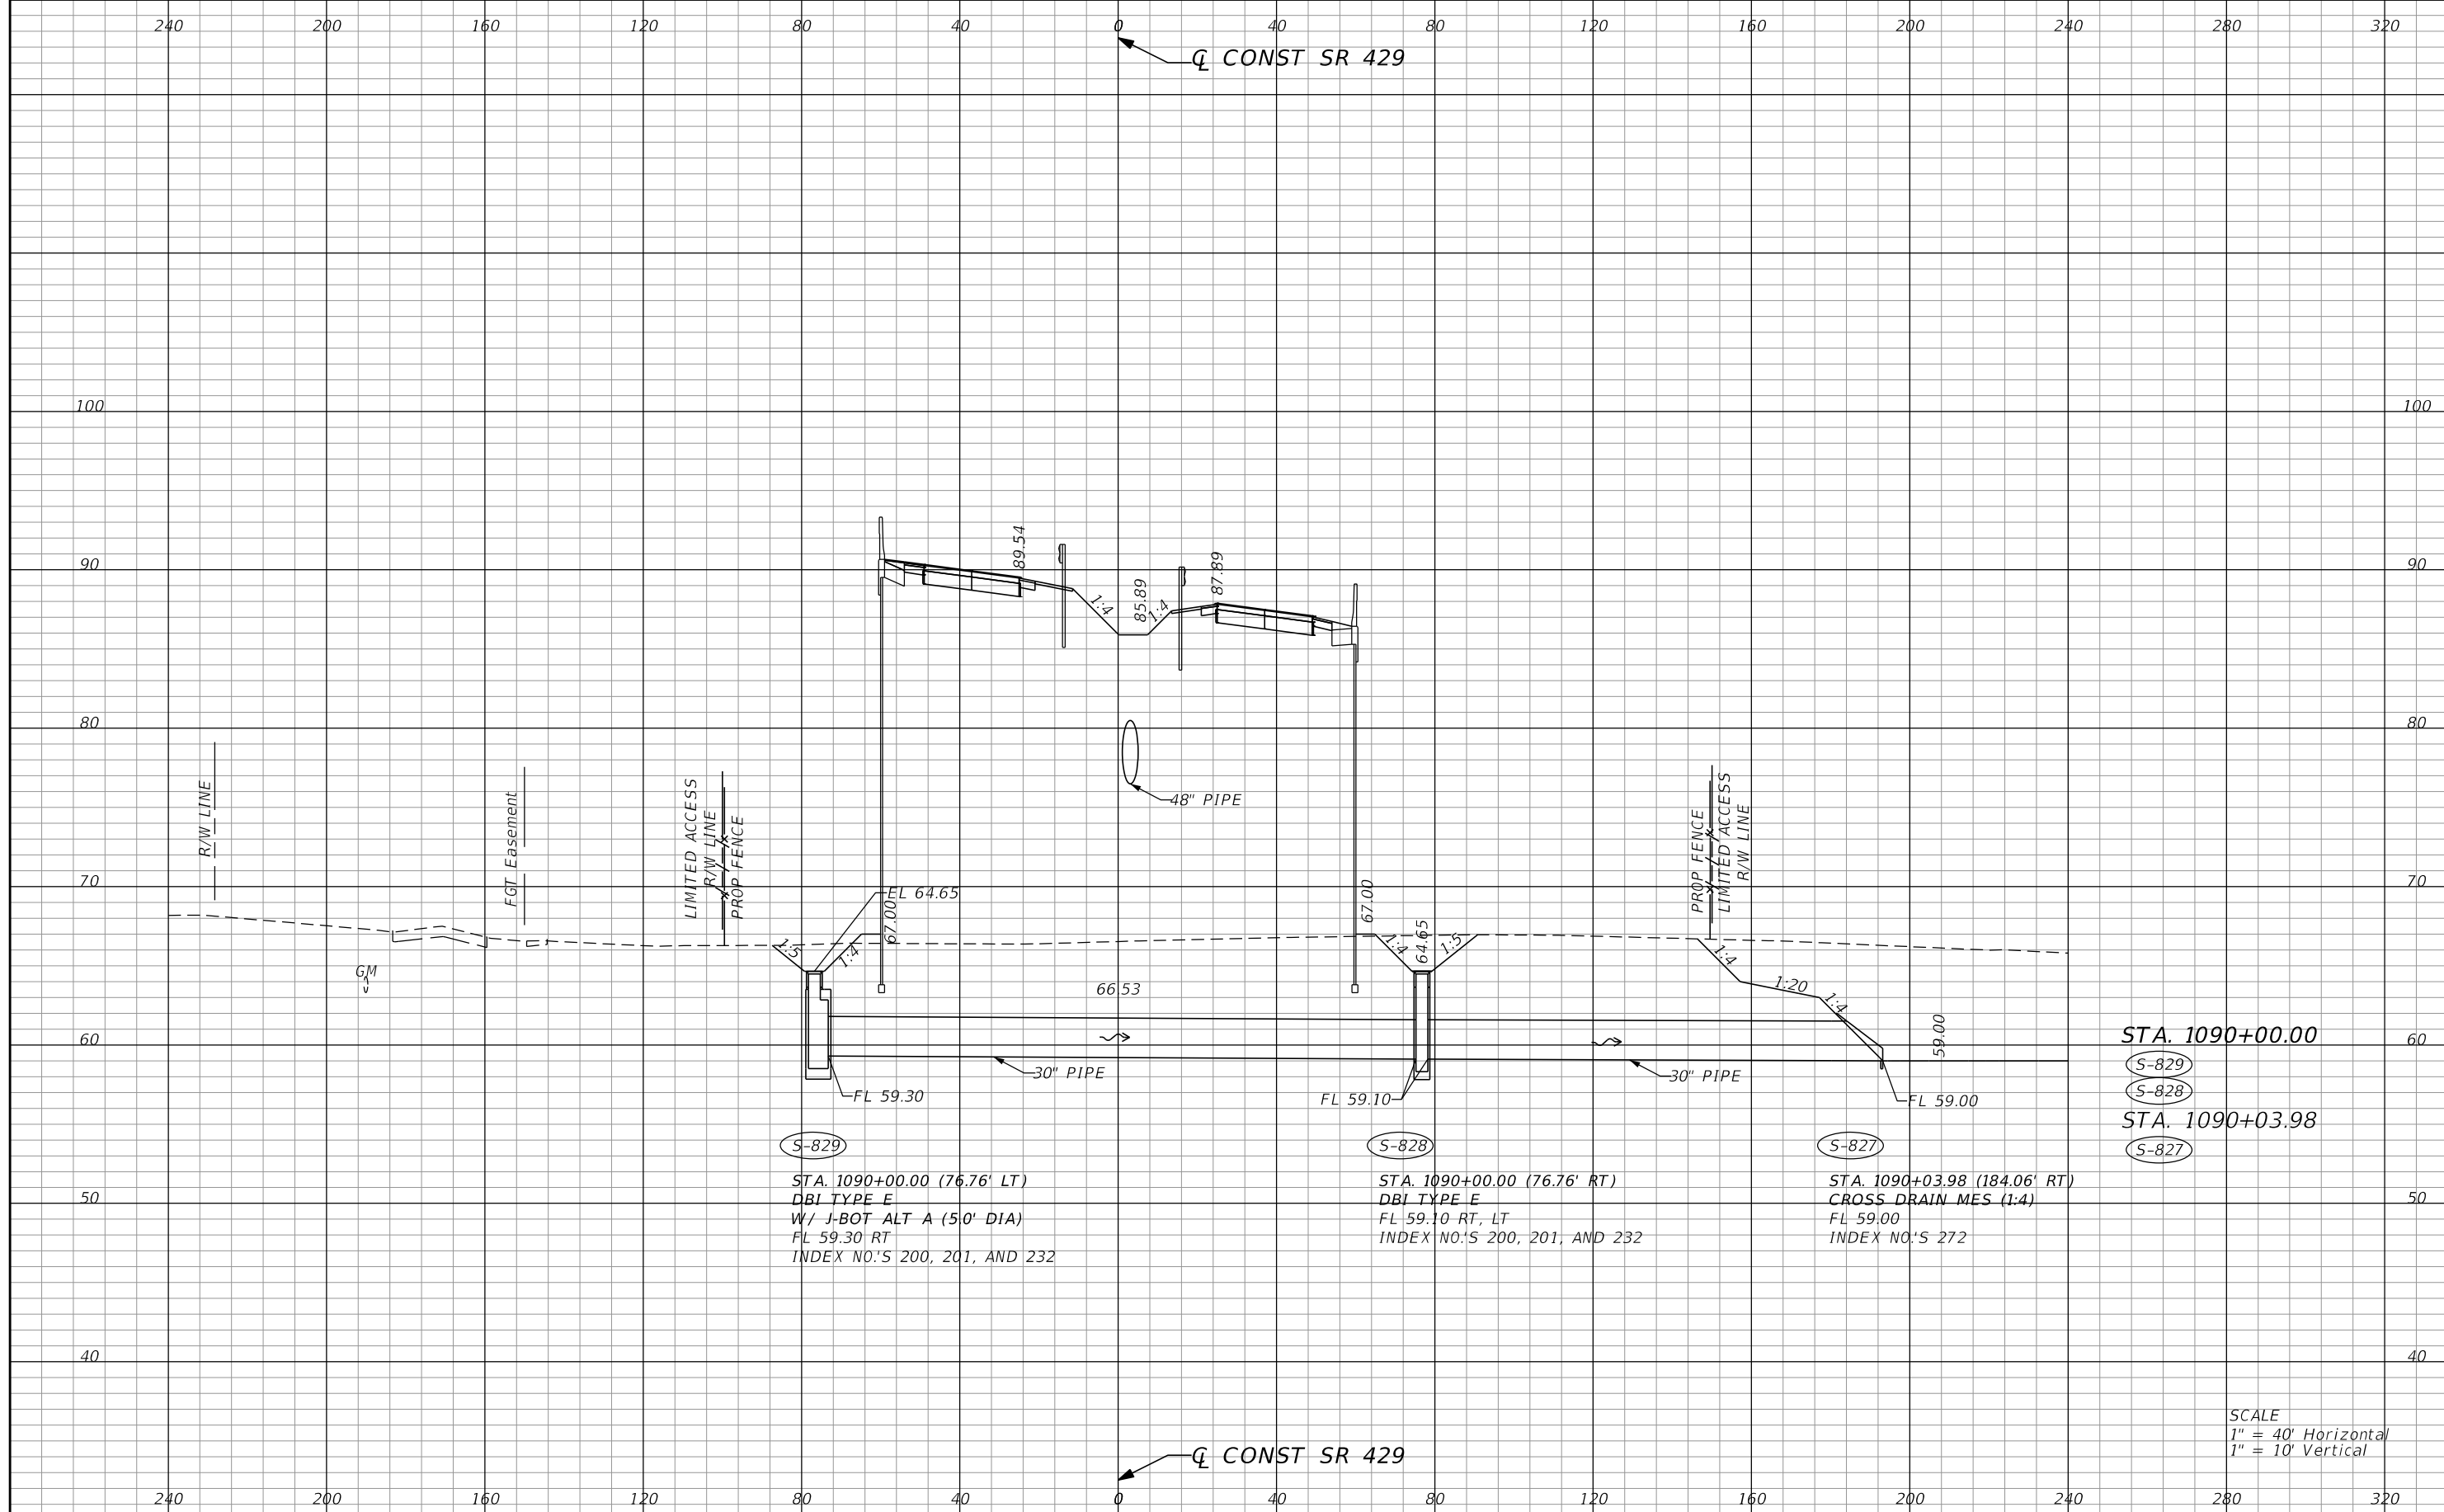 240 200 160 120 80 40 0 40 80 120 160 200 240 280 320
℄ CONST SR 429
100 100
90 90
80 80
70 70
60 60
50 50
40 40
89.54
85.89
87.89
1:4
1:4
48" PIPE
R/W LINE
FGT Easement
LIMITED ACCESS
R/W LINE
PROP FENCE
EL 64.65
67.00
67.00
64.65
PROP FENCE
LIMITED ACCESS
R/W LINE
GM
1:5
1:4
66.53
1:4
1:5
1:4
1:20
1:4
59.00
30" PIPE
30" PIPE
FL 59.30
FL 59.10
FL 59.00
STA. 1090+00.00
S-829
S-828
STA. 1090+03.98
S-827
S-829
STA. 1090+00.00 (76.76' LT)
DBI TYPE E
W/ J-BOT ALT A (5.0' DIA)
FL 59.30 RT
INDEX NO.'S 200, 201, AND 232
S-828
STA. 1090+00.00 (76.76' RT)
DBI TYPE E
FL 59.10 RT, LT
INDEX NO.'S 200, 201, AND 232
S-827
STA. 1090+03.98 (184.06' RT)
CROSS DRAIN MES (1:4)
FL 59.00
INDEX NO.'S 272
SCALE
1" = 40' Horizontal
1" = 10' Vertical
℄ CONST SR 429
240 200 160 120 80 40 0 40 80 120 160 200 240 280 320